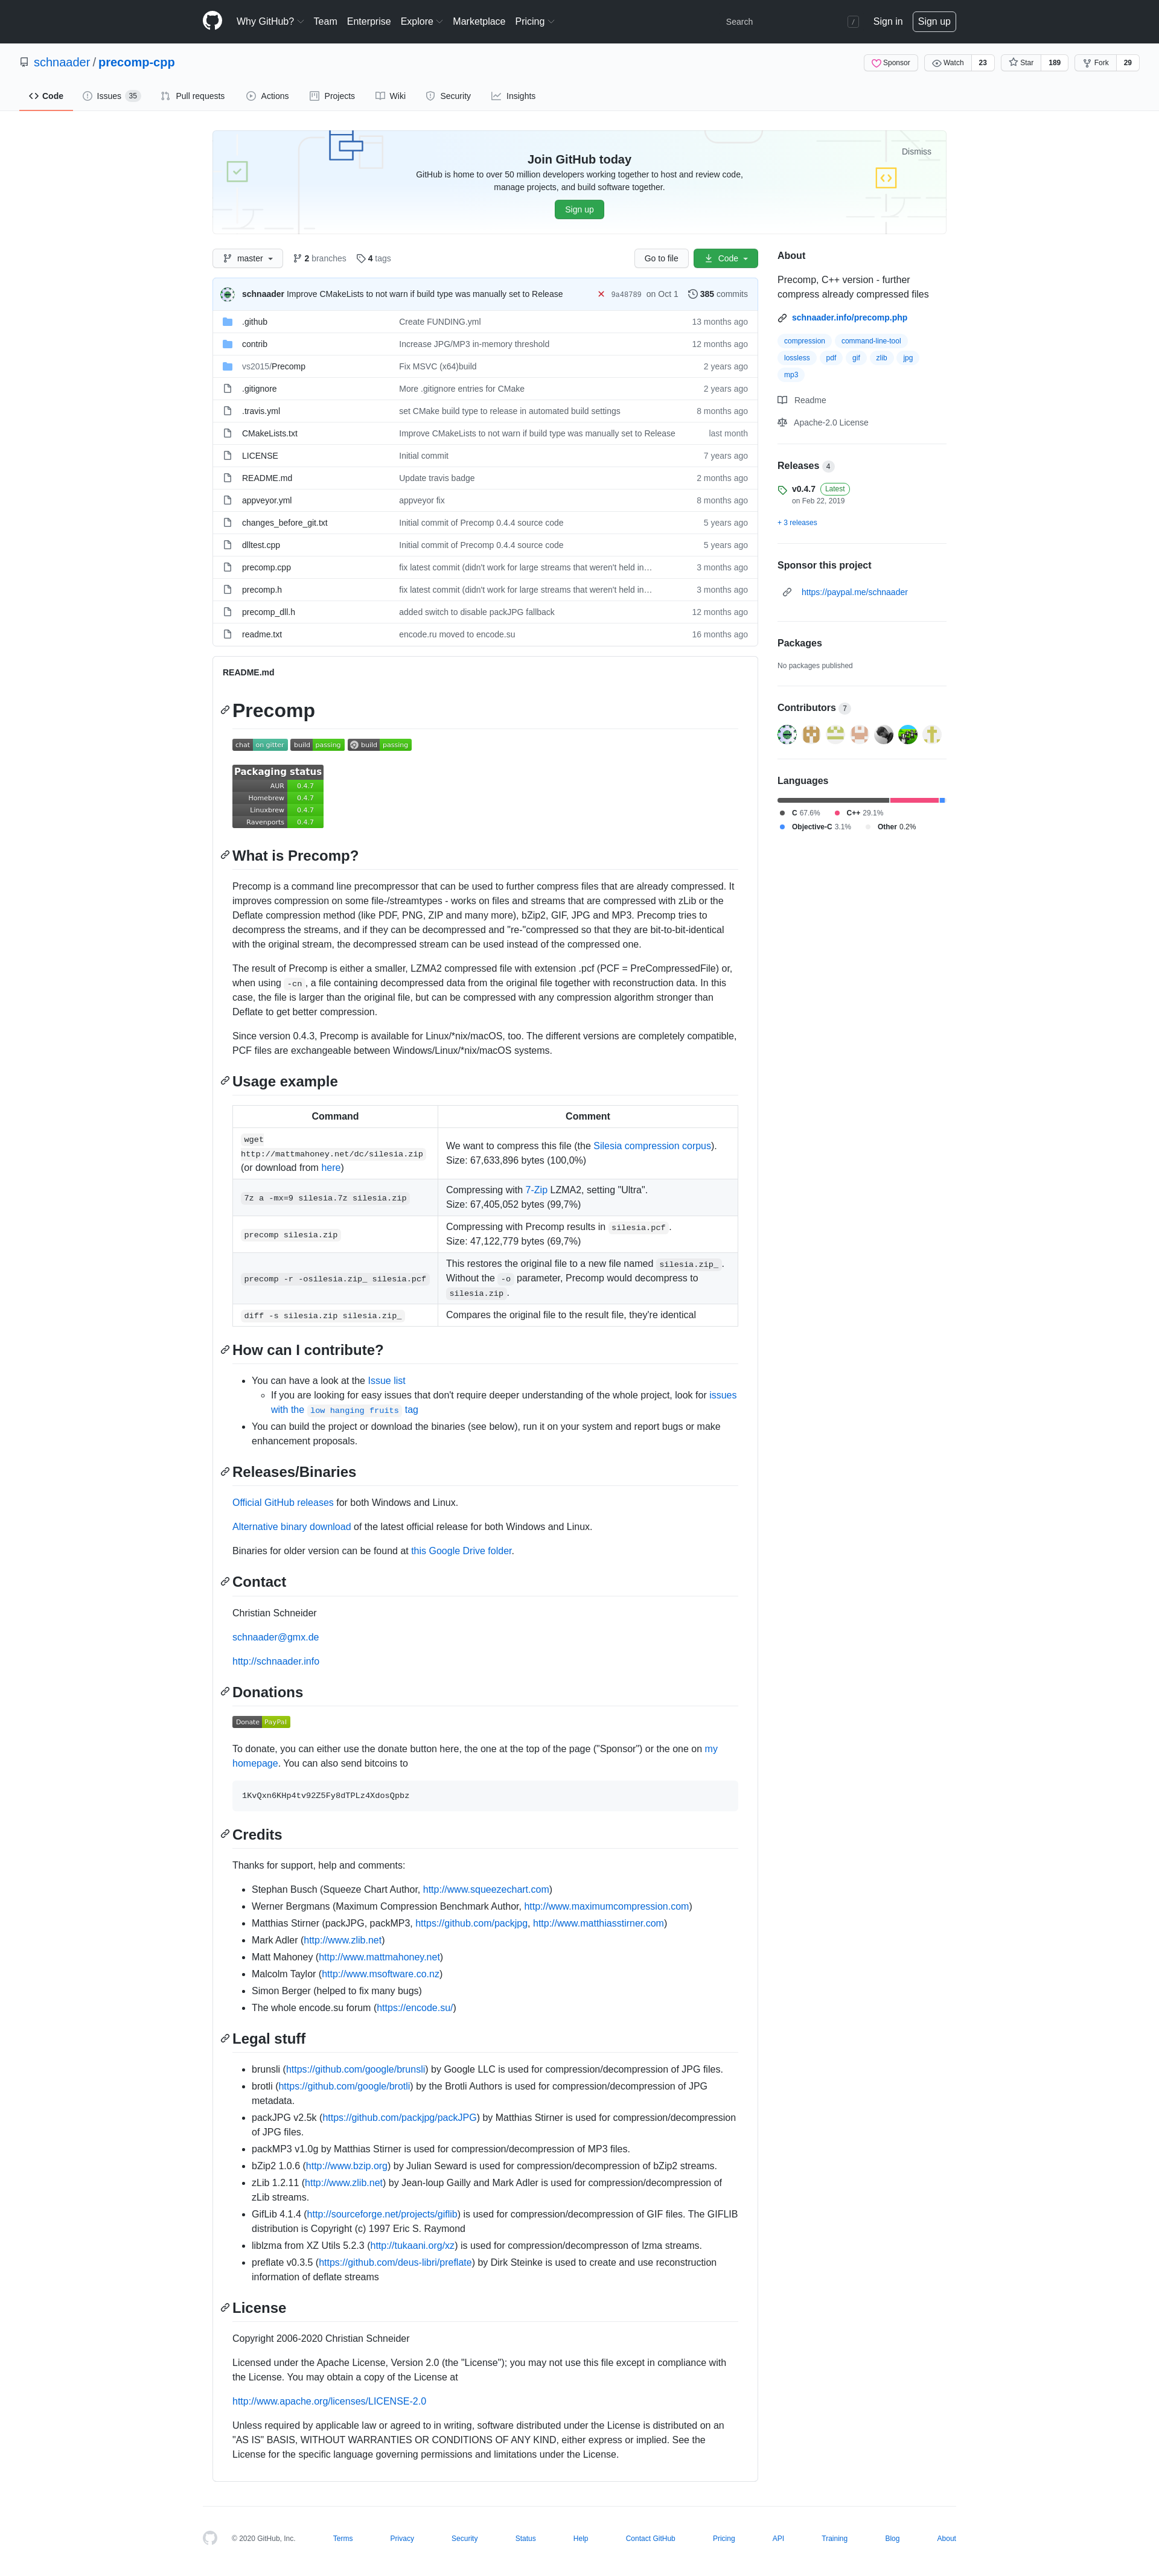 Why GitHub? Team Enterprise Explore Marketplace Pricing Search / Sign in Sign up
schnaader / precomp-cpp
Sponsor Watch 23 Star 189 Fork 29
Code Issues 35 Pull requests Actions Projects Wiki Security Insights
Dismiss
Join GitHub today
GitHub is home to over 50 million developers working together to host and review code,
manage projects, and build software together.
Sign up
master 2 branches 4 tags Go to file Code
schnaader Improve CMakeLists to not warn if build type was manually set to Release 9a48789 on Oct 1 385 commits
.github Create FUNDING.yml 13 months ago
contrib Increase JPG/MP3 in-memory threshold 12 months ago
vs2015/Precomp Fix MSVC (x64)build 2 years ago
.gitignore More .gitignore entries for CMake 2 years ago
.travis.yml set CMake build type to release in automated build settings 8 months ago
CMakeLists.txt Improve CMakeLists to not warn if build type was manually set to Release last month
LICENSE Initial commit 7 years ago
README.md Update travis badge 2 months ago
appveyor.yml appveyor fix 8 months ago
changes_before_git.txt Initial commit of Precomp 0.4.4 source code 5 years ago
dlltest.cpp Initial commit of Precomp 0.4.4 source code 5 years ago
precomp.cpp fix latest commit (didn't work for large streams that weren't held in… 3 months ago
precomp.h fix latest commit (didn't work for large streams that weren't held in… 3 months ago
precomp_dll.h added switch to disable packJPG fallback 12 months ago
readme.txt encode.ru moved to encode.su 16 months ago
About
Precomp, C++ version - further
compress already compressed files
schnaader.info/precomp.php
compression command-line-tool
lossless pdf gif zlib jpg
mp3
Readme
Apache-2.0 License
Releases 4
v0.4.7 Latest
on Feb 22, 2019
+ 3 releases
Sponsor this project
https://paypal.me/schnaader
Packages
No packages published
Contributors 7
Languages
C 67.6% C++ 29.1%
Objective-C 3.1% Other 0.2%
README.md
Precomp
chat on gitter build passing build passing
Packaging status
AUR 0.4.7
Homebrew 0.4.7
Linuxbrew 0.4.7
Ravenports 0.4.7
What is Precomp?
Precomp is a command line precompressor that can be used to further compress files that are already compressed. It
improves compression on some file-/streamtypes - works on files and streams that are compressed with zLib or the
Deflate compression method (like PDF, PNG, ZIP and many more), bZip2, GIF, JPG and MP3. Precomp tries to
decompress the streams, and if they can be decompressed and "re-"compressed so that they are bit-to-bit-identical
with the original stream, the decompressed stream can be used instead of the compressed one.
The result of Precomp is either a smaller, LZMA2 compressed file with extension .pcf (PCF = PreCompressedFile) or,
when using -cn, a file containing decompressed data from the original file together with reconstruction data. In this
case, the file is larger than the original file, but can be compressed with any compression algorithm stronger than
Deflate to get better compression.
Since version 0.4.3, Precomp is available for Linux/*nix/macOS, too. The different versions are completely compatible,
PCF files are exchangeable between Windows/Linux/*nix/macOS systems.
Usage example
Command Comment
wget
http://mattmahoney.net/dc/silesia.zip
(or download from here)
We want to compress this file (the Silesia compression corpus).
Size: 67,633,896 bytes (100,0%)
7z a -mx=9 silesia.7z silesia.zip
Compressing with 7-Zip LZMA2, setting "Ultra".
Size: 67,405,052 bytes (99,7%)
precomp silesia.zip
Compressing with Precomp results in silesia.pcf.
Size: 47,122,779 bytes (69,7%)
precomp -r -osilesia.zip_ silesia.pcf
This restores the original file to a new file named silesia.zip_.
Without the -o parameter, Precomp would decompress to
silesia.zip.
diff -s silesia.zip silesia.zip_ Compares the original file to the result file, they're identical
How can I contribute?
You can have a look at the Issue list
If you are looking for easy issues that don't require deeper understanding of the whole project, look for issues
with the low hanging fruits tag
You can build the project or download the binaries (see below), run it on your system and report bugs or make
enhancement proposals.
Releases/Binaries
Official GitHub releases for both Windows and Linux.
Alternative binary download of the latest official release for both Windows and Linux.
Binaries for older version can be found at this Google Drive folder.
Contact
Christian Schneider
schnaader@gmx.de
http://schnaader.info
Donations
Donate PayPal
To donate, you can either use the donate button here, the one at the top of the page ("Sponsor") or the one on my
homepage. You can also send bitcoins to
1KvQxn6KHp4tv92Z5Fy8dTPLz4XdosQpbz
Credits
Thanks for support, help and comments:
Stephan Busch (Squeeze Chart Author, http://www.squeezechart.com)
Werner Bergmans (Maximum Compression Benchmark Author, http://www.maximumcompression.com)
Matthias Stirner (packJPG, packMP3, https://github.com/packjpg, http://www.matthiasstirner.com)
Mark Adler (http://www.zlib.net)
Matt Mahoney (http://www.mattmahoney.net)
Malcolm Taylor (http://www.msoftware.co.nz)
Simon Berger (helped to fix many bugs)
The whole encode.su forum (https://encode.su/)
Legal stuff
brunsli (https://github.com/google/brunsli) by Google LLC is used for compression/decompression of JPG files.
brotli (https://github.com/google/brotli) by the Brotli Authors is used for compression/decompression of JPG
metadata.
packJPG v2.5k (https://github.com/packjpg/packJPG) by Matthias Stirner is used for compression/decompression
of JPG files.
packMP3 v1.0g by Matthias Stirner is used for compression/decompression of MP3 files.
bZip2 1.0.6 (http://www.bzip.org) by Julian Seward is used for compression/decompression of bZip2 streams.
zLib 1.2.11 (http://www.zlib.net) by Jean-loup Gailly and Mark Adler is used for compression/decompression of
zLib streams.
GifLib 4.1.4 (http://sourceforge.net/projects/giflib) is used for compression/decompression of GIF files. The GIFLIB
distribution is Copyright (c) 1997 Eric S. Raymond
liblzma from XZ Utils 5.2.3 (http://tukaani.org/xz) is used for compression/decompresson of lzma streams.
preflate v0.3.5 (https://github.com/deus-libri/preflate) by Dirk Steinke is used to create and use reconstruction
information of deflate streams
License
Copyright 2006-2020 Christian Schneider
Licensed under the Apache License, Version 2.0 (the "License"); you may not use this file except in compliance with
the License. You may obtain a copy of the License at
http://www.apache.org/licenses/LICENSE-2.0
Unless required by applicable law or agreed to in writing, software distributed under the License is distributed on an
"AS IS" BASIS, WITHOUT WARRANTIES OR CONDITIONS OF ANY KIND, either express or implied. See the
License for the specific language governing permissions and limitations under the License.
© 2020 GitHub, Inc. Terms Privacy Security Status Help Contact GitHub Pricing API Training Blog About